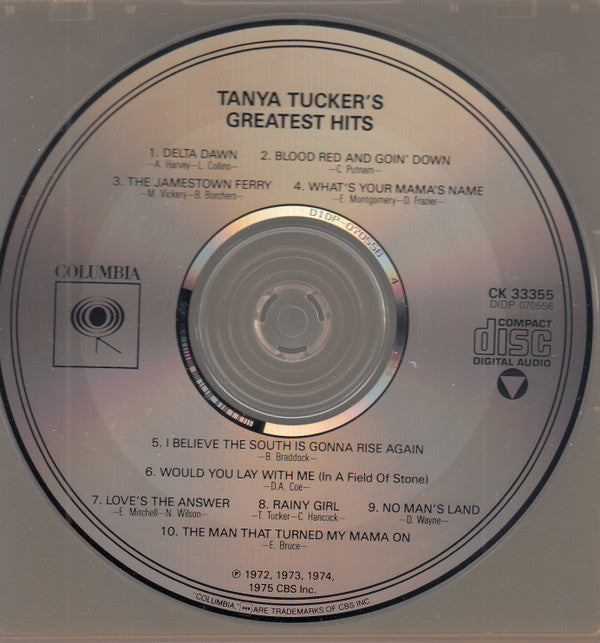 TANYA TUCKER'S
GREATEST HITS
1. DELTA DAWN 2. BLOOD RED AND GOIN' DOWN
—A. Harvey—L. Collins— —C. Putnam—
3. THE JAMESTOWN FERRY 4. WHAT'S YOUR MAMA'S NAME
—M. Vickery—B. Borchers— —E. Montgomery—D. Frazier—
DIDP-070556 4
COLUMBIA
CK 33355
DIDP 070556
COMPACT
disc
DIGITAL AUDIO
5. I BELIEVE THE SOUTH IS GONNA RISE AGAIN
—B. Braddock—
6. WOULD YOU LAY WITH ME (In A Field Of Stone)
—D.A. Coe—
7. LOVE'S THE ANSWER 8. RAINY GIRL 9. NO MAN'S LAND
—E. Mitchell—N. Wilson— —T. Tucker—C. Hancock— —D. Wayne—
10. THE MAN THAT TURNED MY MAMA ON
—E. Bruce—
℗ 1972, 1973, 1974,
1975 CBS Inc.
"COLUMBIA," ARE TRADEMARKS OF CBS INC